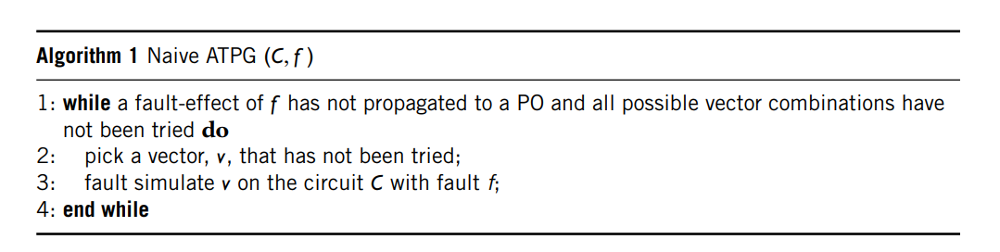 Algorithm 1 Naive ATPG (C, f)
1: while a fault-effect of f has not propagated to a PO and all possible vector combinations have
not been tried do
2: pick a vector, v, that has not been tried;
3: fault simulate v on the circuit C with fault f;
4: end while